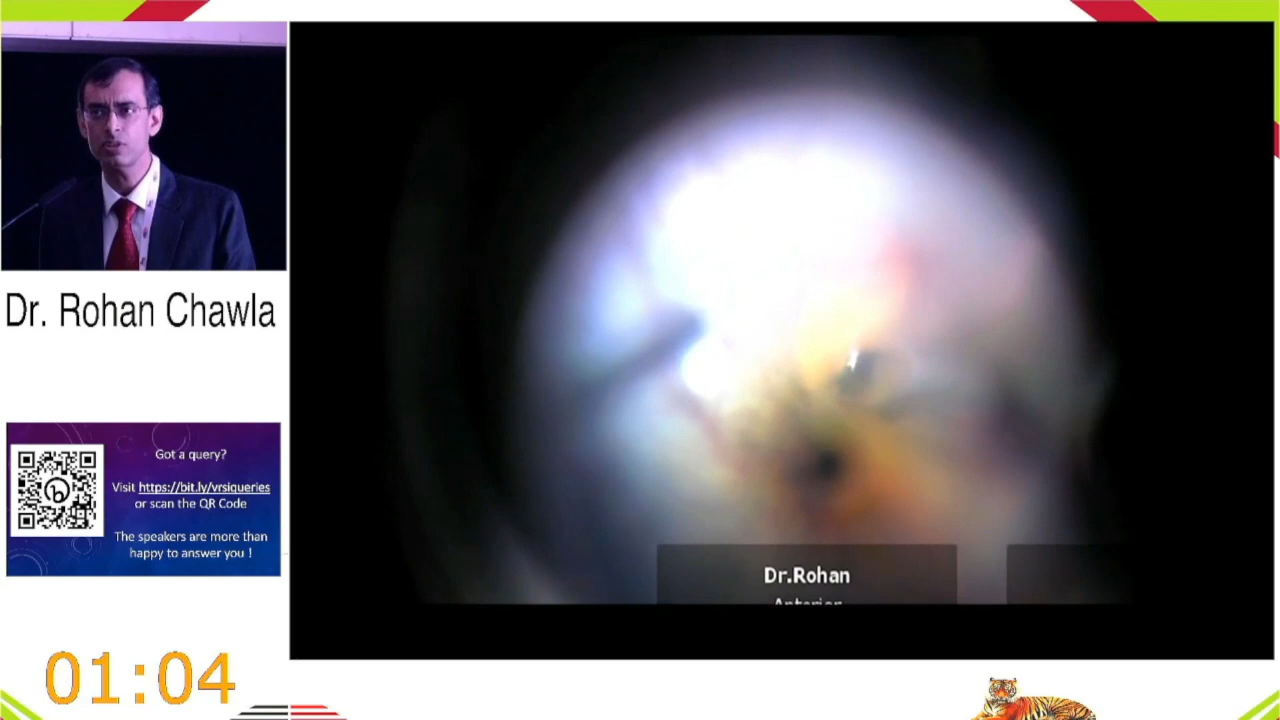 Dr. Rohan Chawla
Got a query?
Visit https://bit.ly/vrsiqueries
or scan the QR Code
The speakers are more than
happy to answer you !
01:04
Dr.Rohan
Anterior